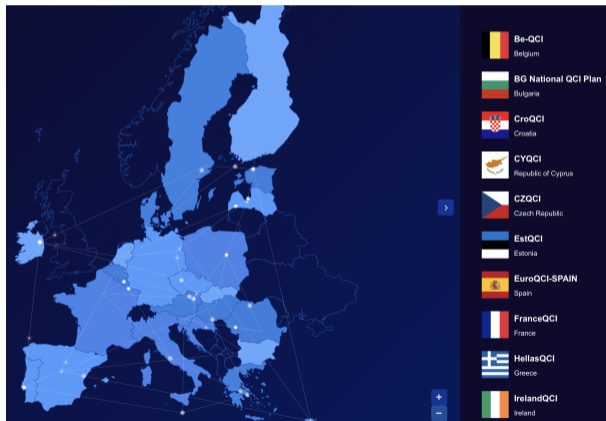 Be-QCI
Belgium
BG National QCI Plan
Bulgaria
CroQCI
Croatia
CYQCI
Republic of Cyprus
CZQCI
Czech Republic
EstQCI
Estonia
EuroQCI-SPAIN
Spain
FranceQCI
France
HellasQCI
Greece
IrelandQCI
Ireland
+
−